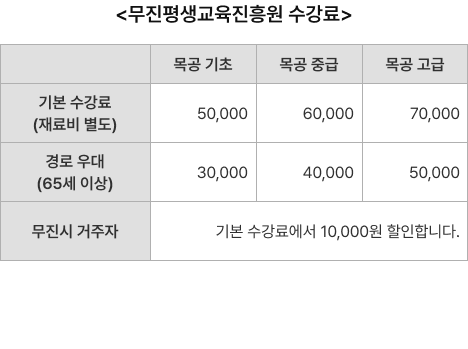 <무진평생교육진흥원 수강료>
목공 기초 목공 중급 목공 고급
기본 수강료
(재료비 별도) 50,000 60,000 70,000
경로 우대
(65세 이상) 30,000 40,000 50,000
무진시 거주자 기본 수강료에서 10,000원 할인합니다.